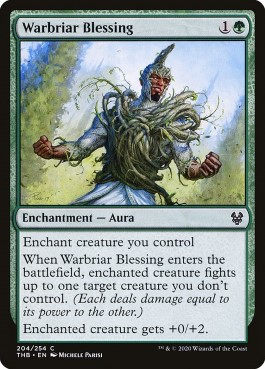 Warbriar Blessing 1
Enchantment — Aura
Enchant creature you control
When Warbriar Blessing enters the
battlefield, enchanted creature fights
up to one target creature you don't
control. (Each deals damage equal to
its power to the other.)
Enchanted creature gets +0/+2.
204/254 C
THB • EN MICHELE PARISI
™ & © 2020 Wizards of the Coast